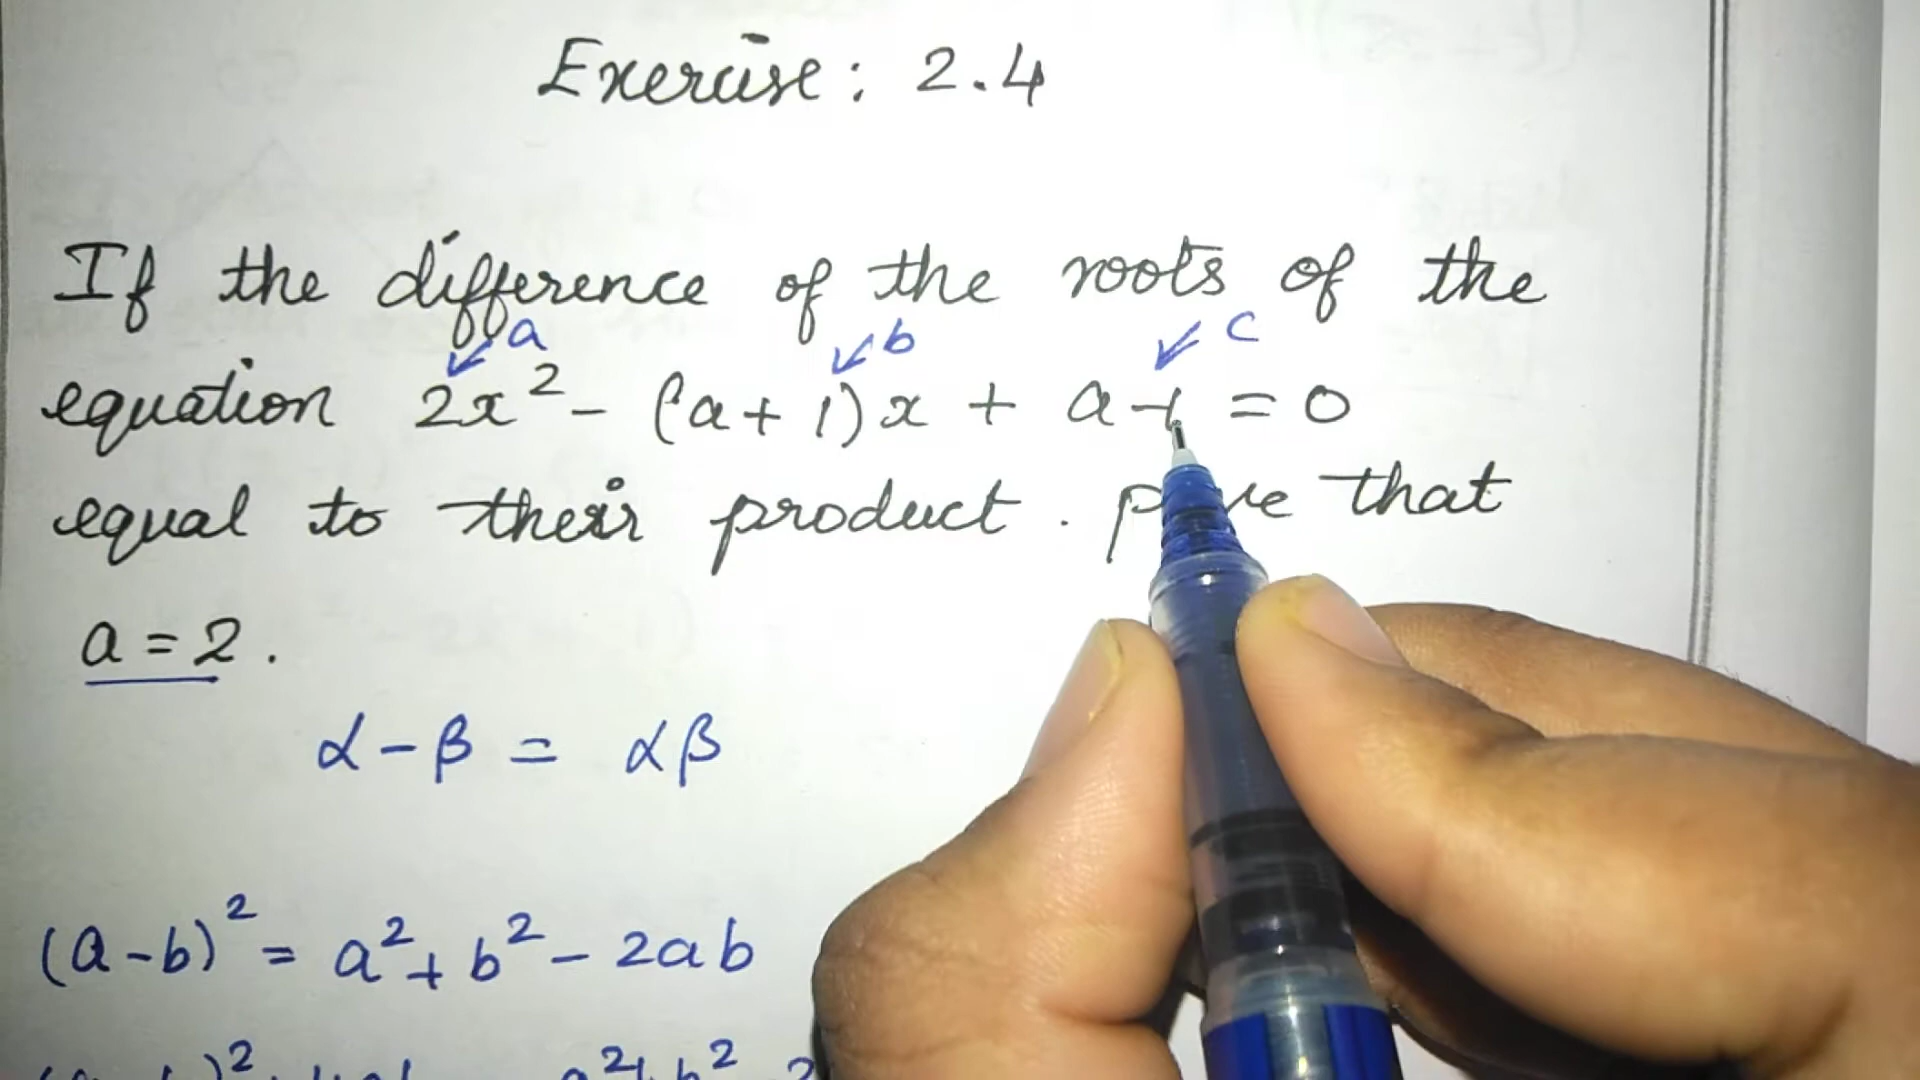 Exercise: 2.4
If the difference of the roots of the
a b c
equation 2x² - (a+1)x + a-1 = 0
equal to their product. that
a = 2.
α - β = αβ
(a-b)² = a² + b² - 2ab